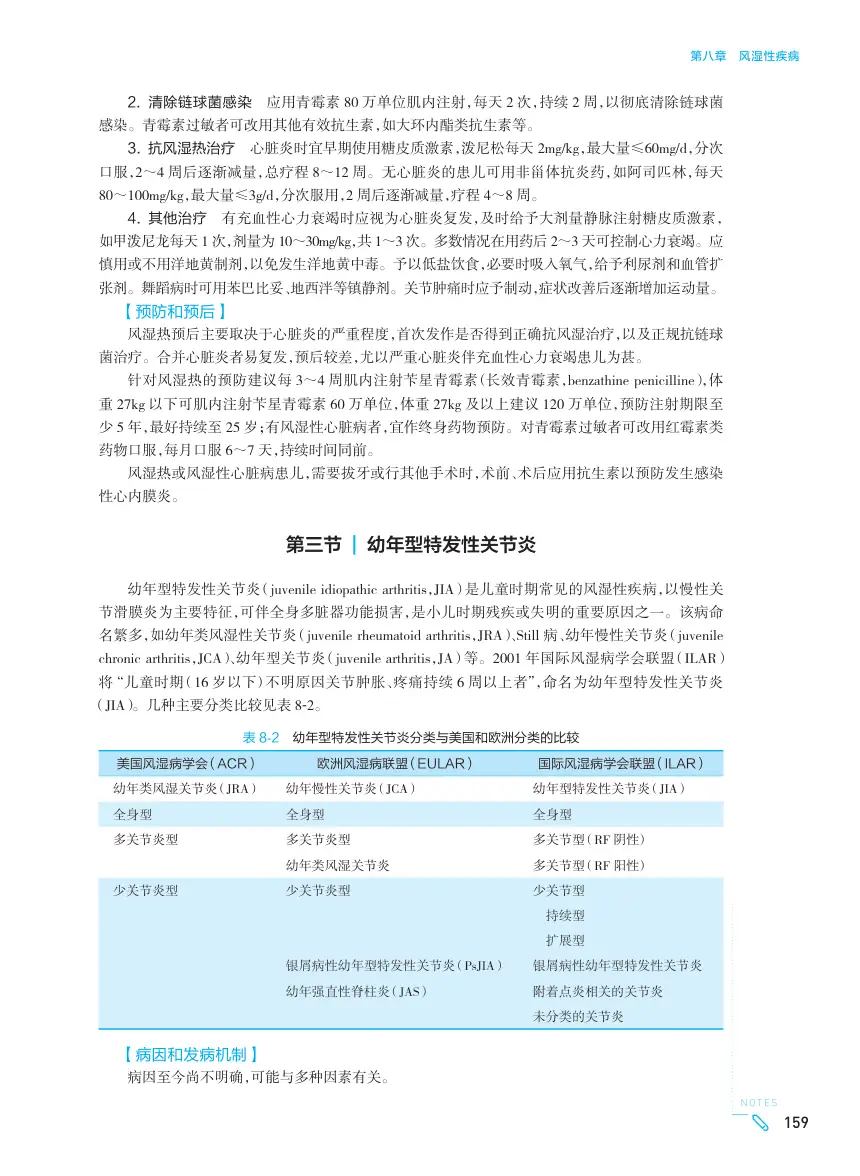 第八章 风湿性疾病
2. 清除链球菌感染 应用青霉素 80 万单位肌内注射,每天 2 次,持续 2 周,以彻底清除链球菌
感染。青霉素过敏者可改用其他有效抗生素,如大环内酯类抗生素等。
3. 抗风湿热治疗 心脏炎时宜早期使用糖皮质激素,泼尼松每天 2mg/kg,最大量≤60mg/d,分次
口服,2～4 周后逐渐减量,总疗程 8～12 周。无心脏炎的患儿可用非甾体抗炎药,如阿司匹林,每天
80～100mg/kg,最大量≤3g/d,分次服用,2 周后逐渐减量,疗程 4～8 周。
4. 其他治疗 有充血性心力衰竭时应视为心脏炎复发,及时给予大剂量静脉注射糖皮质激素,
如甲泼尼龙每天 1 次,剂量为 10～30mg/kg,共 1～3 次。多数情况在用药后 2～3 天可控制心力衰竭。应
慎用或不用洋地黄制剂,以免发生洋地黄中毒。予以低盐饮食,必要时吸入氧气,给予利尿剂和血管扩
张剂。舞蹈病时可用苯巴比妥、地西泮等镇静剂。关节肿痛时应予制动,症状改善后逐渐增加运动量。
【预防和预后】
风湿热预后主要取决于心脏炎的严重程度,首次发作是否得到正确抗风湿治疗,以及正规抗链球
菌治疗。合并心脏炎者易复发,预后较差,尤以严重心脏炎伴充血性心力衰竭患儿为甚。
针对风湿热的预防建议每 3～4 周肌内注射苄星青霉素(长效青霉素,benzathine penicilline),体
重 27kg 以下可肌内注射苄星青霉素 60 万单位,体重 27kg 及以上建议 120 万单位,预防注射期限至
少 5 年,最好持续至 25 岁;有风湿性心脏病者,宜作终身药物预防。对青霉素过敏者可改用红霉素类
药物口服,每月口服 6～7 天,持续时间同前。
风湿热或风湿性心脏病患儿,需要拔牙或行其他手术时,术前、术后应用抗生素以预防发生感染
性心内膜炎。
第三节 | 幼年型特发性关节炎
幼年型特发性关节炎(juvenile idiopathic arthritis,JIA)是儿童时期常见的风湿性疾病,以慢性关
节滑膜炎为主要特征,可伴全身多脏器功能损害,是小儿时期残疾或失明的重要原因之一。该病命
名繁多,如幼年类风湿性关节炎(juvenile rheumatoid arthritis,JRA)、Still 病、幼年慢性关节炎(juvenile
chronic arthritis,JCA)、幼年型关节炎(juvenile arthritis,JA)等。2001 年国际风湿病学会联盟(ILAR)
将 “儿童时期(16 岁以下)不明原因关节肿胀、疼痛持续 6 周以上者”,命名为幼年型特发性关节炎
(JIA)。几种主要分类比较见表 8-2。
表 8-2 幼年型特发性关节炎分类与美国和欧洲分类的比较
美国风湿病学会(ACR) 欧洲风湿病联盟(EULAR) 国际风湿病学会联盟(ILAR)
幼年类风湿关节炎(JRA) 幼年慢性关节炎(JCA) 幼年型特发性关节炎(JIA)
全身型 全身型 全身型
多关节炎型 多关节炎型 多关节型(RF 阴性)
幼年类风湿关节炎 多关节型(RF 阳性)
少关节炎型 少关节炎型 少关节型
持续型
扩展型
银屑病性幼年型特发性关节炎(PsJIA) 银屑病性幼年型特发性关节炎
幼年强直性脊柱炎(JAS) 附着点炎相关的关节炎
未分类的关节炎
【病因和发病机制】
病因至今尚不明确,可能与多种因素有关。
NOTES
159